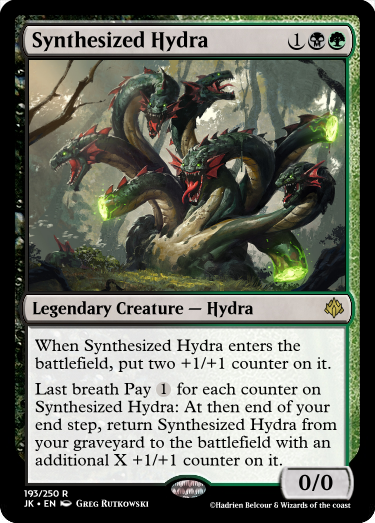 Synthesized Hydra 1
Legendary Creature — Hydra
When Synthesized Hydra enters the
battlefield, put two +1/+1 counter on it.
Last breath Pay 1 for each counter on
Synthesized Hydra: At then end of your
end step, return Synthesized Hydra from
your graveyard to the battlefield with an
additional X +1/+1 counter on it.
0/0
193/250 R
JK • EN GREG RUTKOWSKI
©Hadrien Belcour & Wizards of the coast